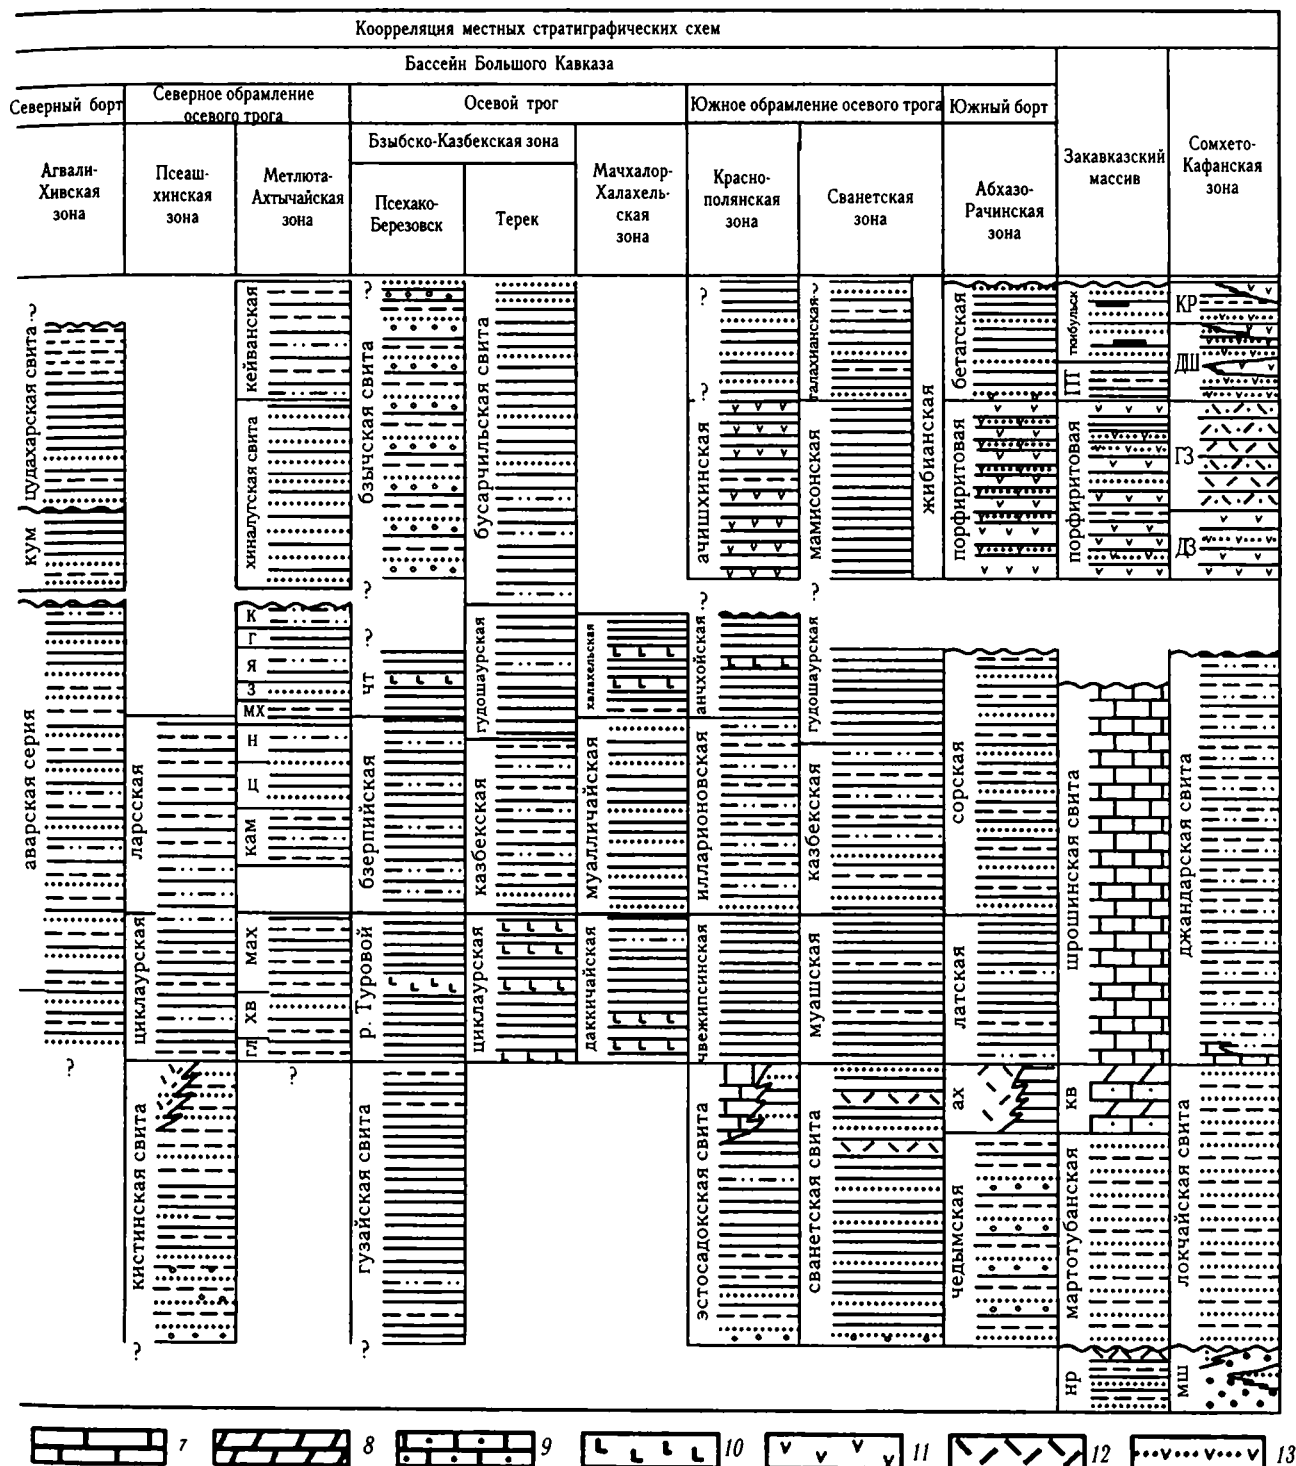 Коорреляция местных стратиграфических схем
Бассейн Большого Кавказа
Северный борт
Северное обрамление
осевого трога
Осевой трог
Южное обрамление осевого трога
Южный борт
Закавказский
массив
Сомхето-
Кафанская
зона
Агвали-
Хивская
зона
Псеаш-
хинская
зона
Метлюта-
Ахтычайская
зона
Бзыбско-Казбекская зона
Псехако-
Березовск
Терек
Мачхалор-
Халахель-
ская
зона
Красно-
полянская
зона
Сванетская
зона
Абхазо-
Рачинская
зона
?
цудахарская свита
кум
аварская серия
?
ларсская
циклаурская
кистинская свита
?
кейванская
хиналугская свита
К
Г
Я
З
МХ
Н
Ц
кам
мах
хв
гл
?
?
бзычская свита
?
?
чт
бзерпийская
р. Туровой
гузайская свита
?
бусарчильская свита
гудошаурская
казбекская
циклаурская
халахельская
муалличайская
даккичайская
?
?
ачишхинская
?
анчхойская
илларионовская
чвежипсинская
эстосадокская свита
талахианская
?
мамисонская
жибианская
?
гудошаурская
казбекская
муашская
сванетская свита
бетагская
порфиритовая
сорская
латская
ах
чедымская
ткибульск
ГП
порфиритовая
шрошинская свита
кв
мартотубанская
нр
КР
ДШ
ГЗ
ДЗ
джандарская свита
локчайская свита
мш
7
8
9
10
11
12
13